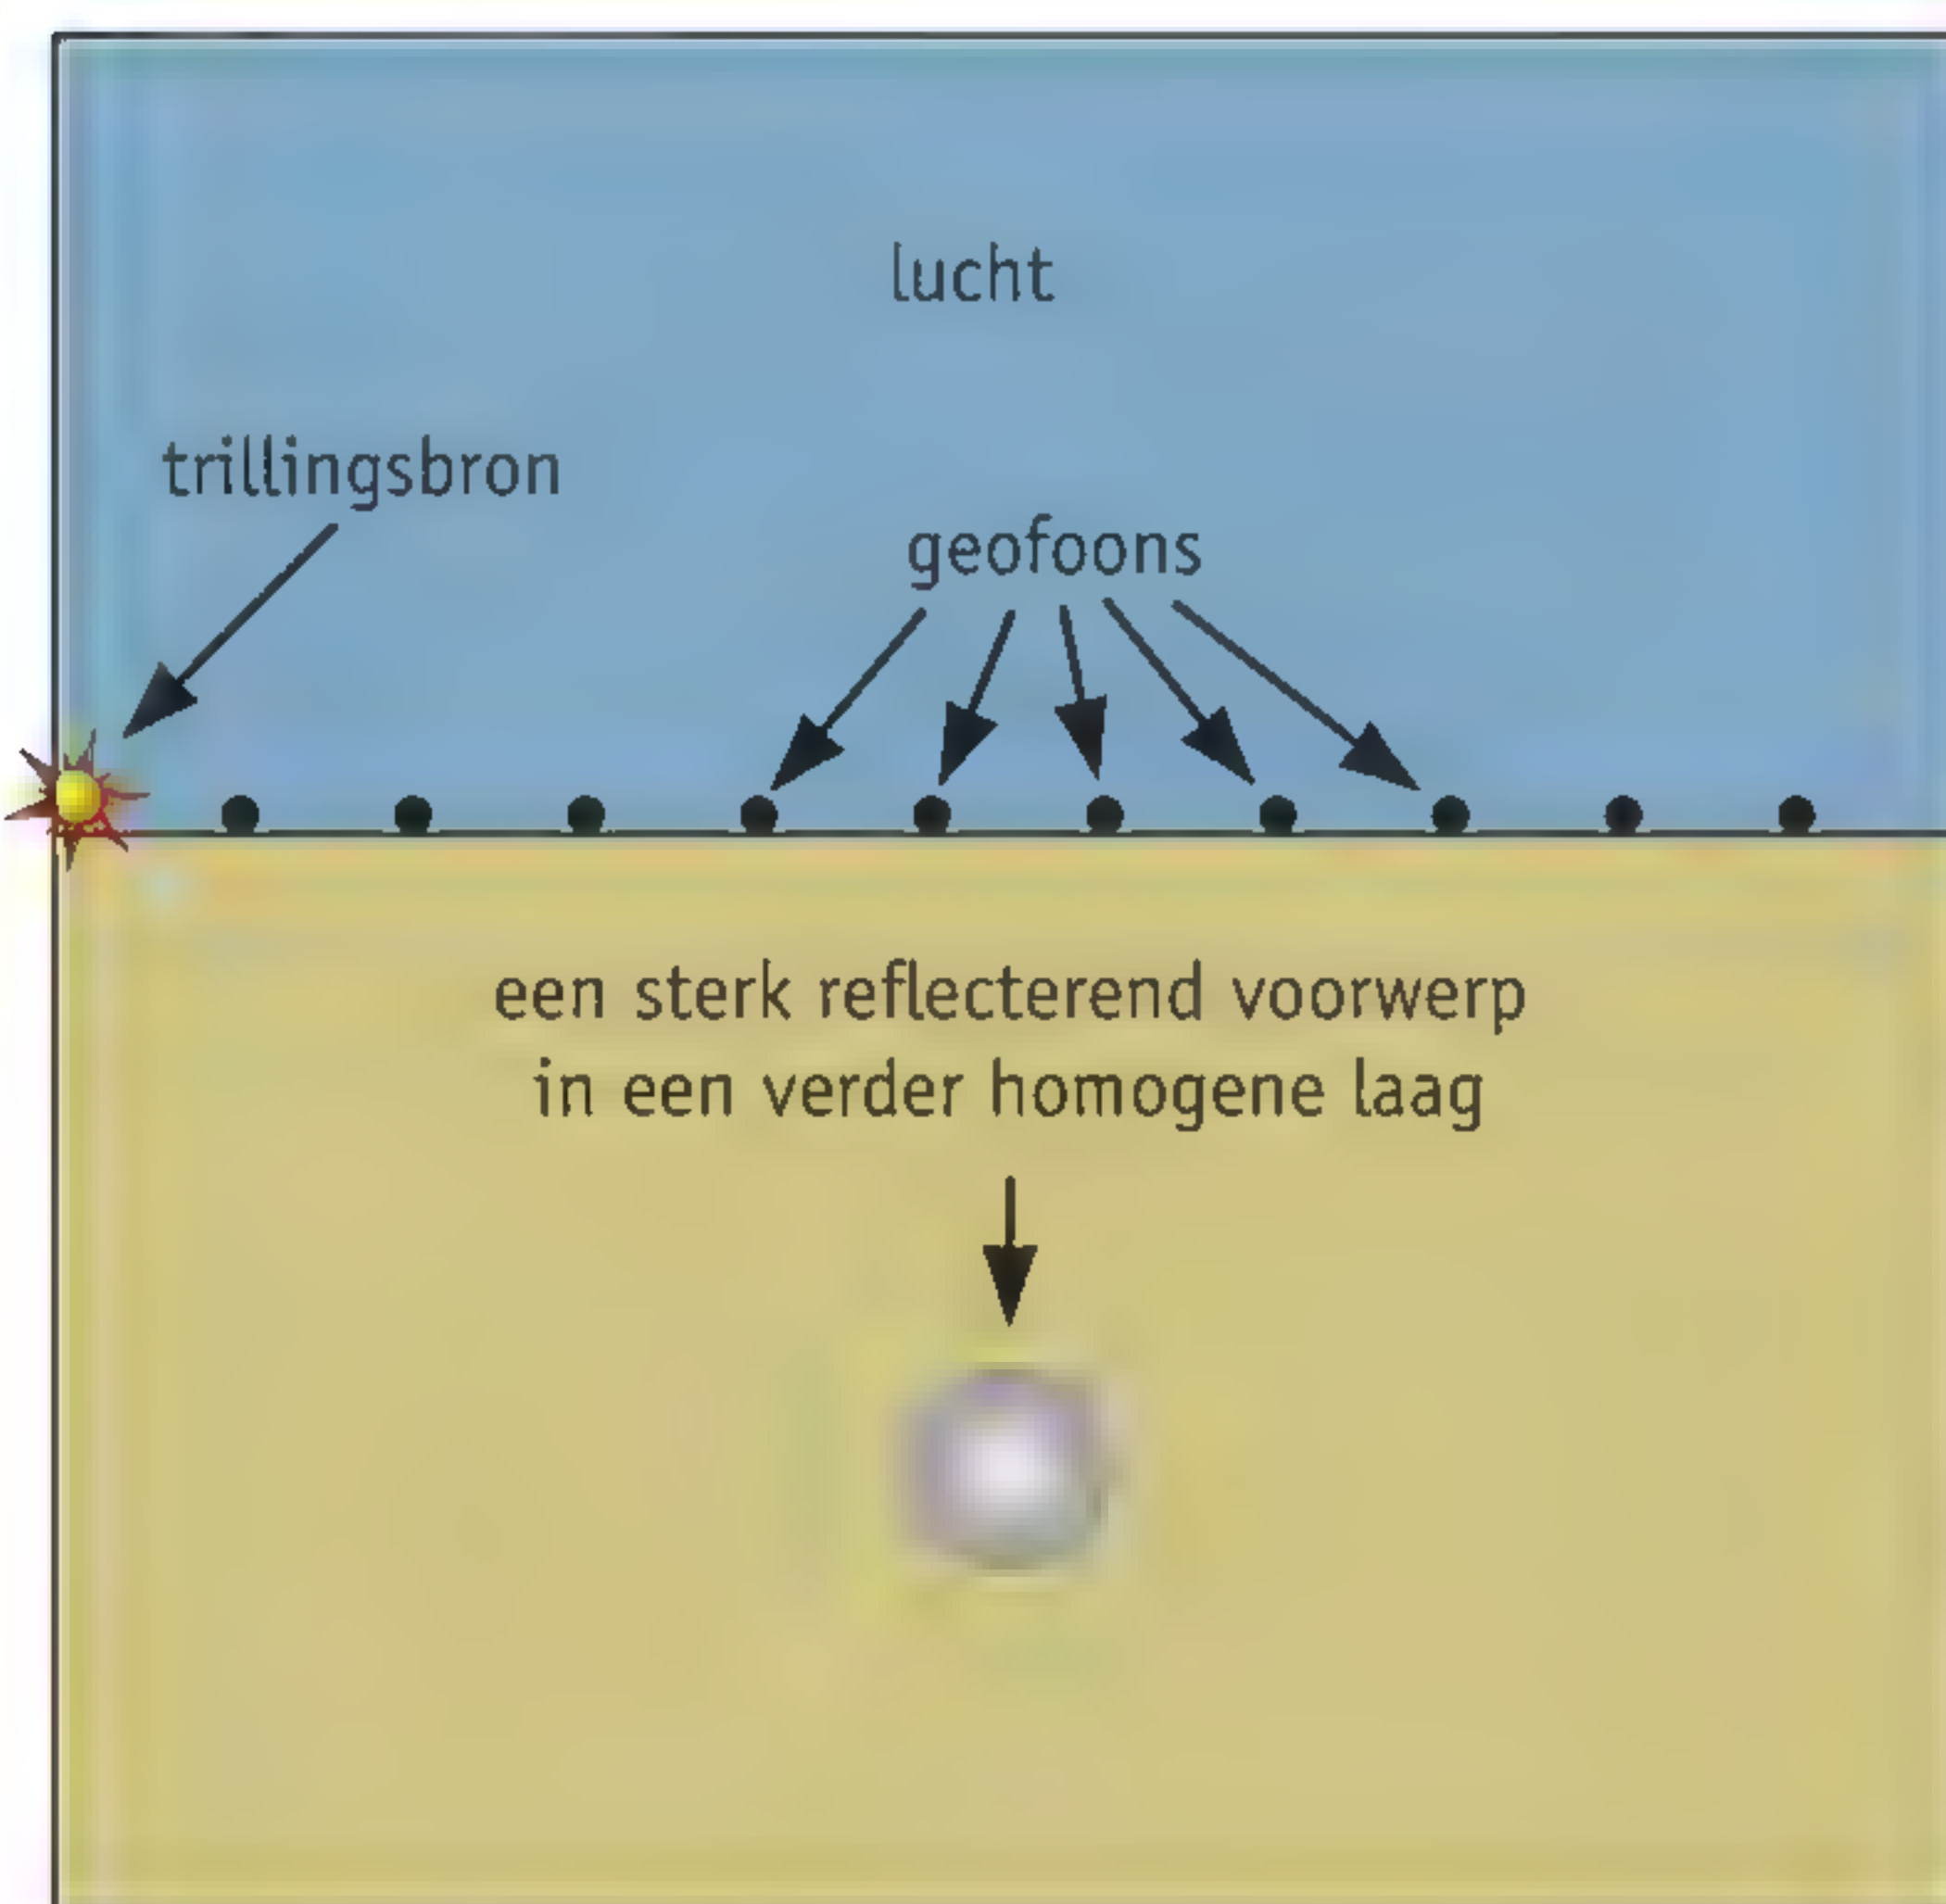 lucht
trillingsbron
geofoons
een sterk reflecterend voorwerp
in een verder homogene laag